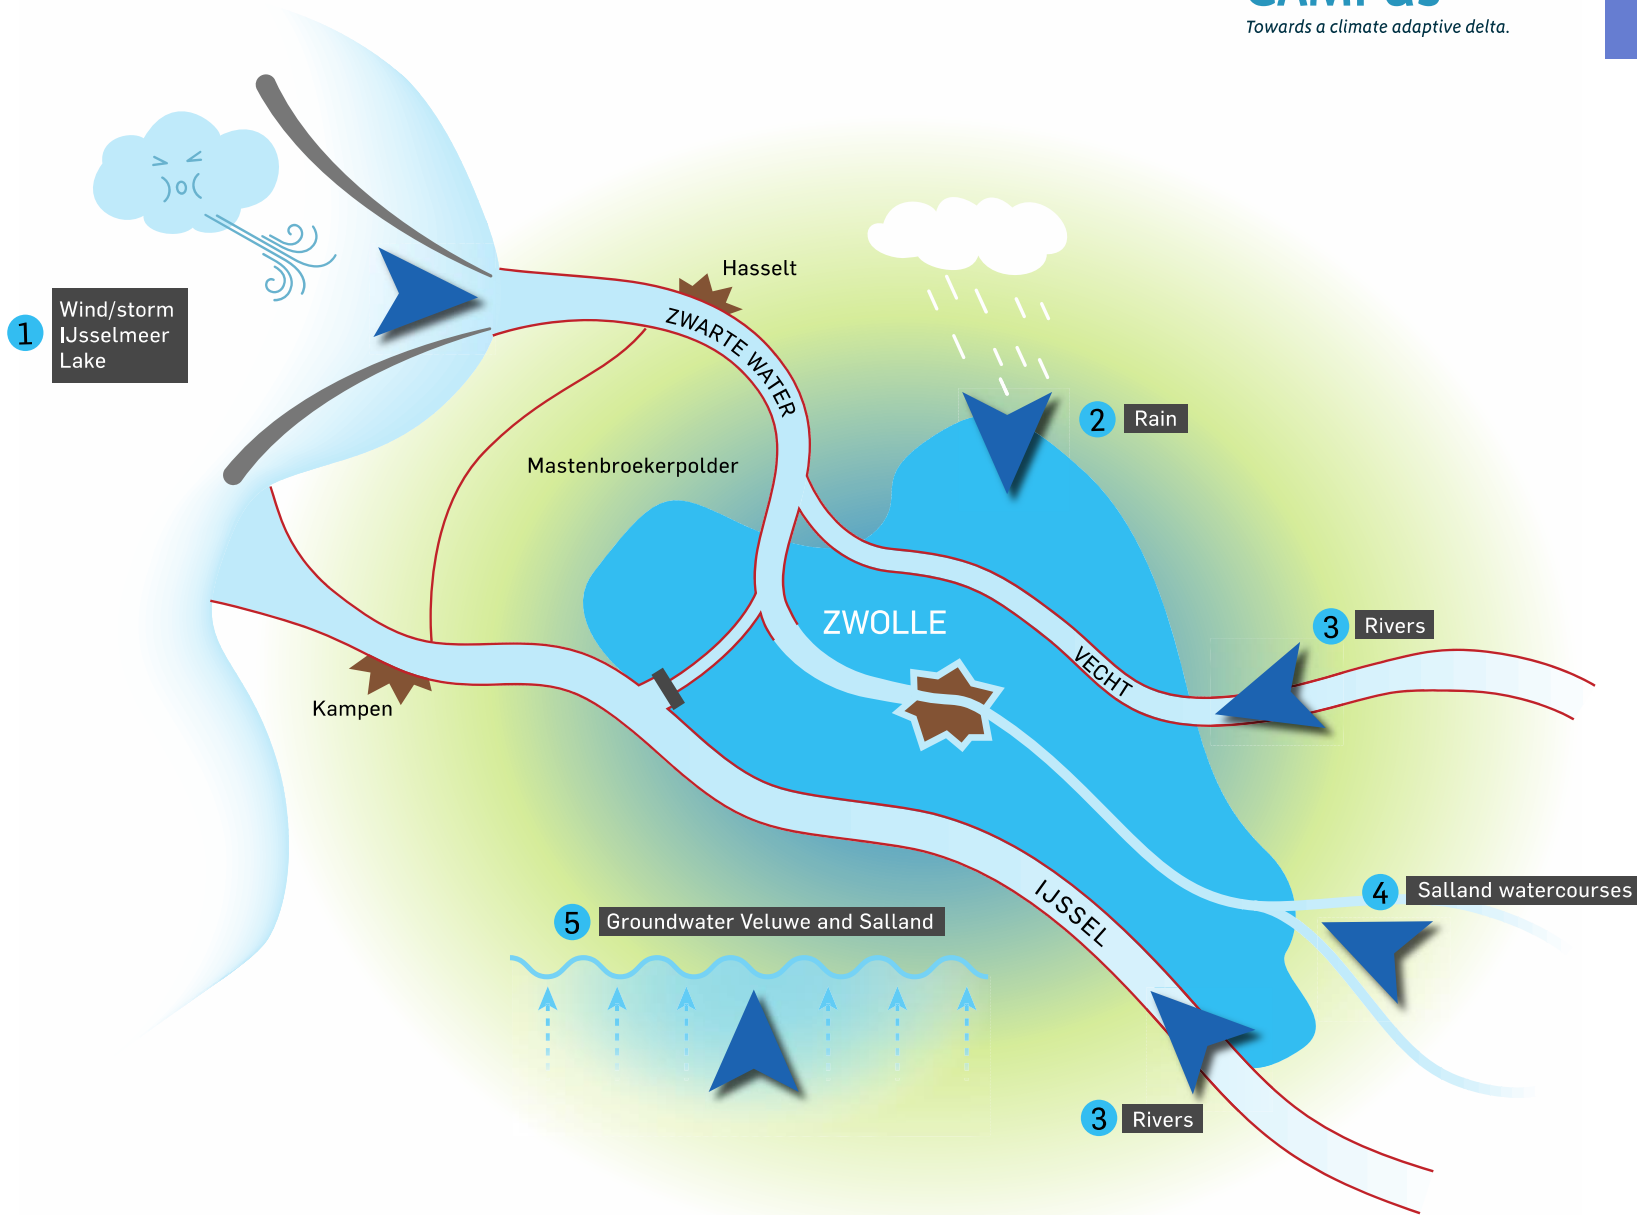 CAMPUS
Towards a climate adaptive delta.
Hasselt
ZWARTE WATER
1
Wind/storm
IJsselmeer
Lake
2
Rain
Mastenbroekerpolder
ZWOLLE
3
Rivers
VECHT
Kampen
4
Salland watercourses
5
Groundwater Veluwe and Salland
IJSSEL
3
Rivers